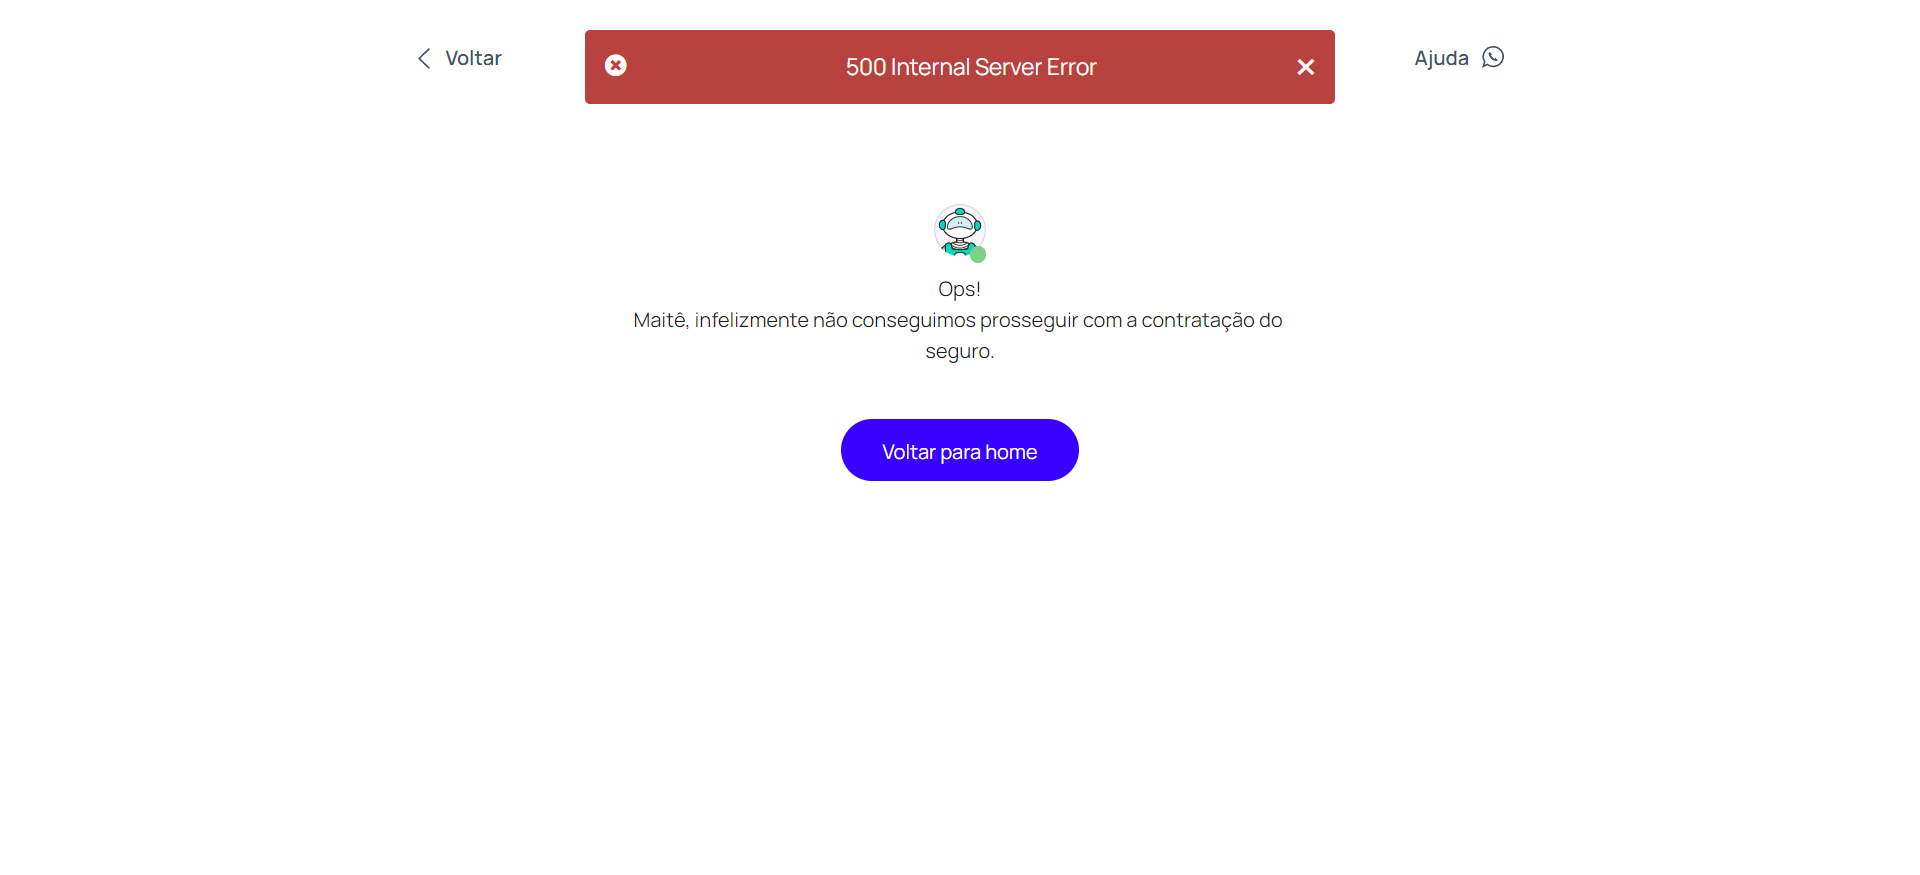 Voltar
500 Internal Server Error
Ajuda
Ops!
Maitê, infelizmente não conseguimos prosseguir com a contratação do
seguro.
Voltar para home